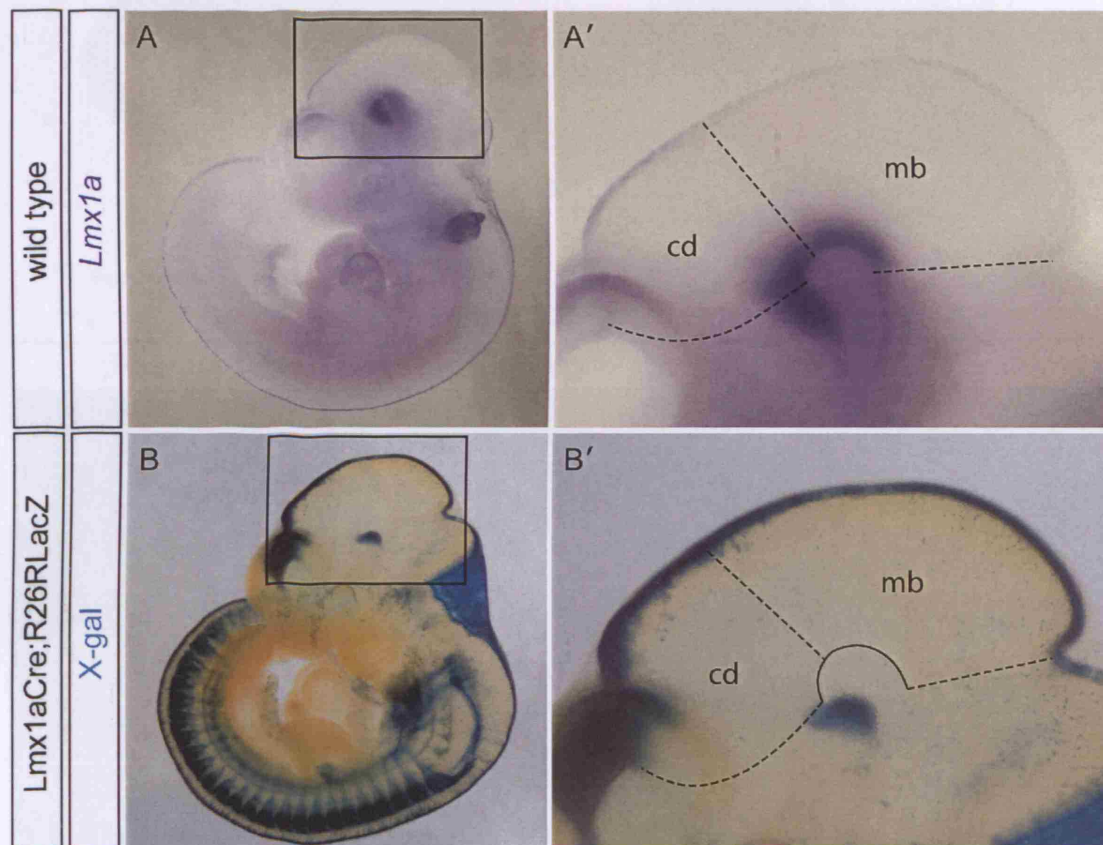 wild type
Lmx1a
A
A′
mb
cd
Lmx1aCre;R26RLacZ
X-gal
B
B′
mb
cd